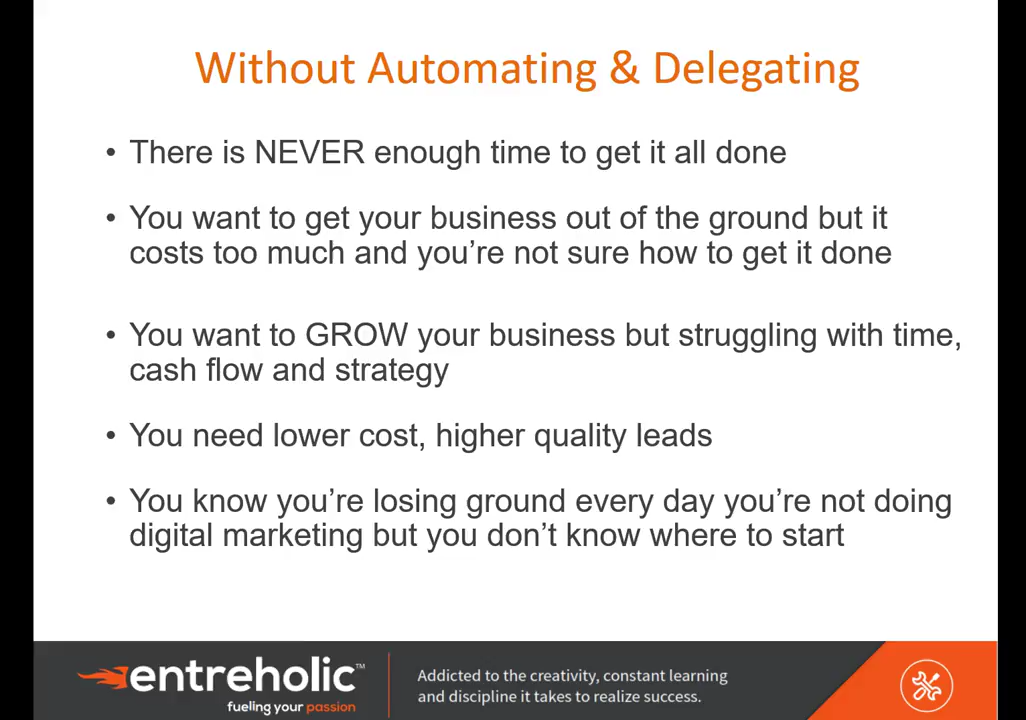 Without Automating & Delegating
• There is NEVER enough time to get it all done
• You want to get your business out of the ground but it
costs too much and you’re not sure how to get it done
• You want to GROW your business but struggling with time,
cash flow and strategy
• You need lower cost, higher quality leads
• You know you’re losing ground every day you’re not doing
digital marketing but you don’t know where to start
entreholic™
fueling your passion
Addicted to the creativity, constant learning
and discipline it takes to realize success.